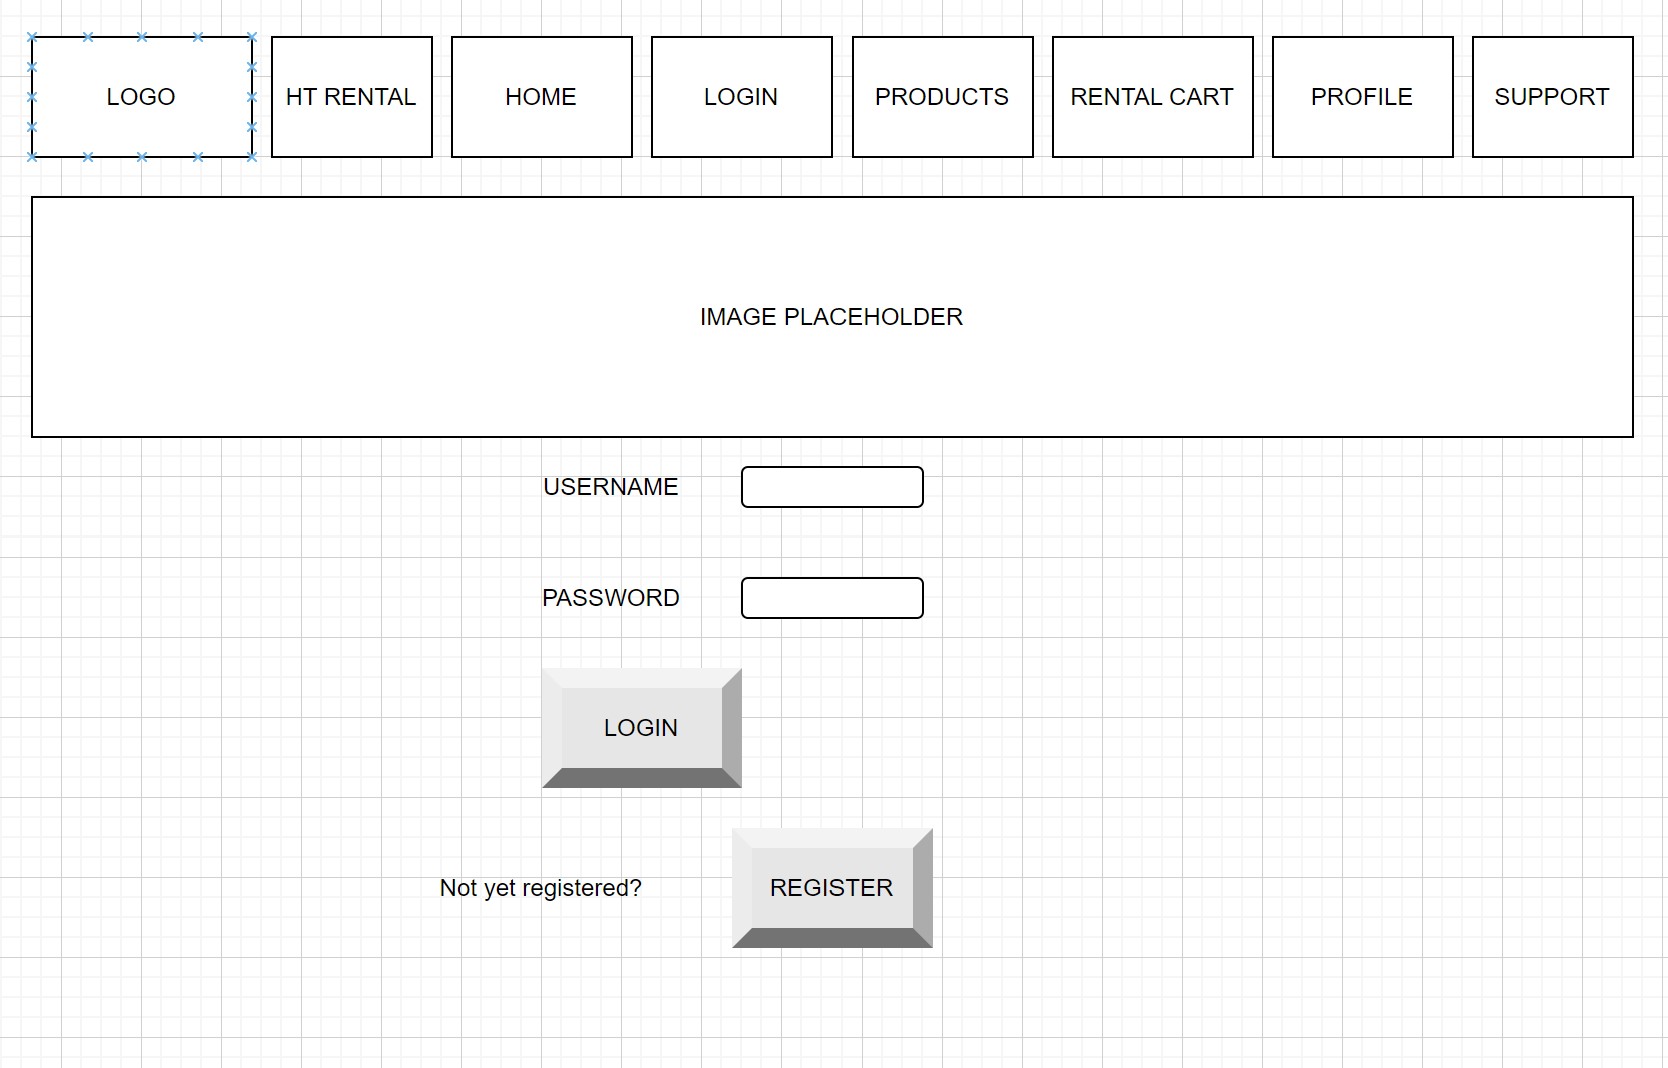 LOGO
HT RENTAL
HOME
LOGIN
PRODUCTS
RENTAL CART
PROFILE
SUPPORT
IMAGE PLACEHOLDER
USERNAME
PASSWORD
LOGIN
Not yet registered?
REGISTER